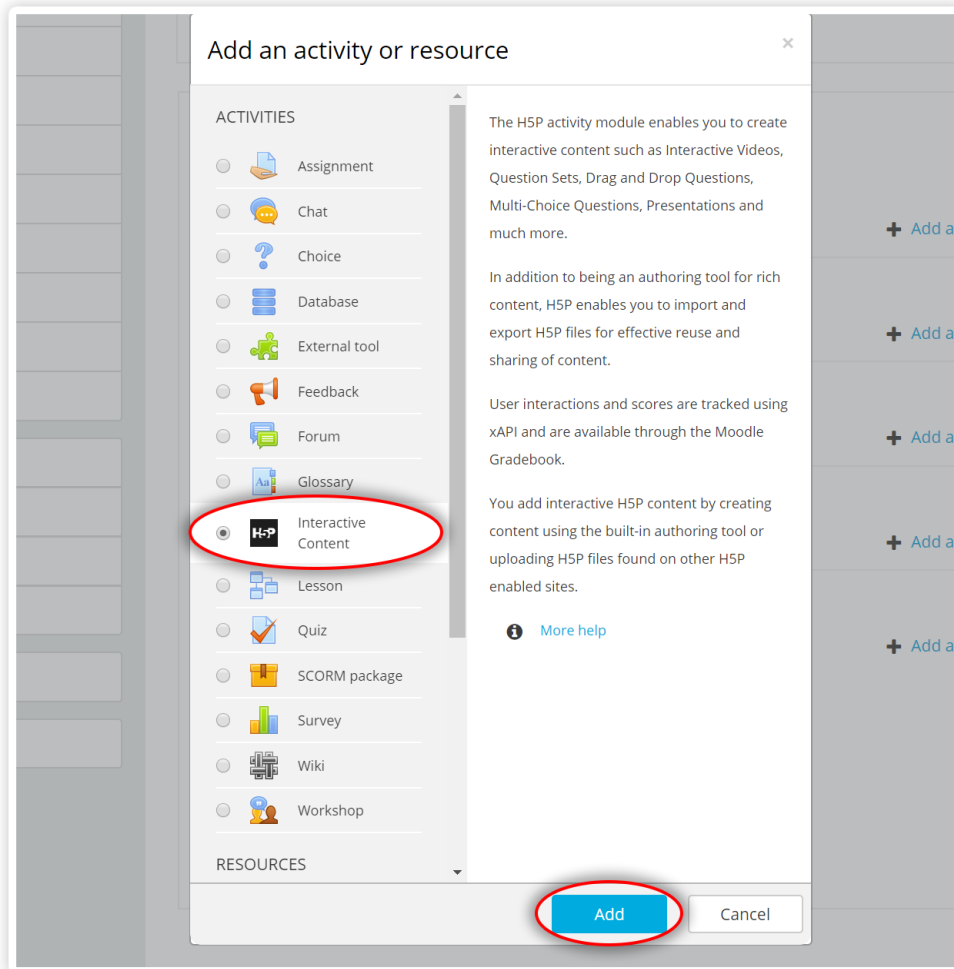 Add an activity or resource
×
ACTIVITIES
Assignment
Chat
Choice
Database
External tool
Feedback
Forum
Glossary
H5P
Interactive
Content
Lesson
Quiz
SCORM package
Survey
Wiki
Workshop
RESOURCES
The H5P activity module enables you to create
interactive content such as Interactive Videos,
Question Sets, Drag and Drop Questions,
Multi-Choice Questions, Presentations and
much more.
In addition to being an authoring tool for rich
content, H5P enables you to import and
export H5P files for effective reuse and
sharing of content.
User interactions and scores are tracked using
xAPI and are available through the Moodle
Gradebook.
You add interactive H5P content by creating
content using the built-in authoring tool or
uploading H5P files found on other H5P
enabled sites.
More help
Add
Cancel
Add a
Add a
Add a
Add a
Add a